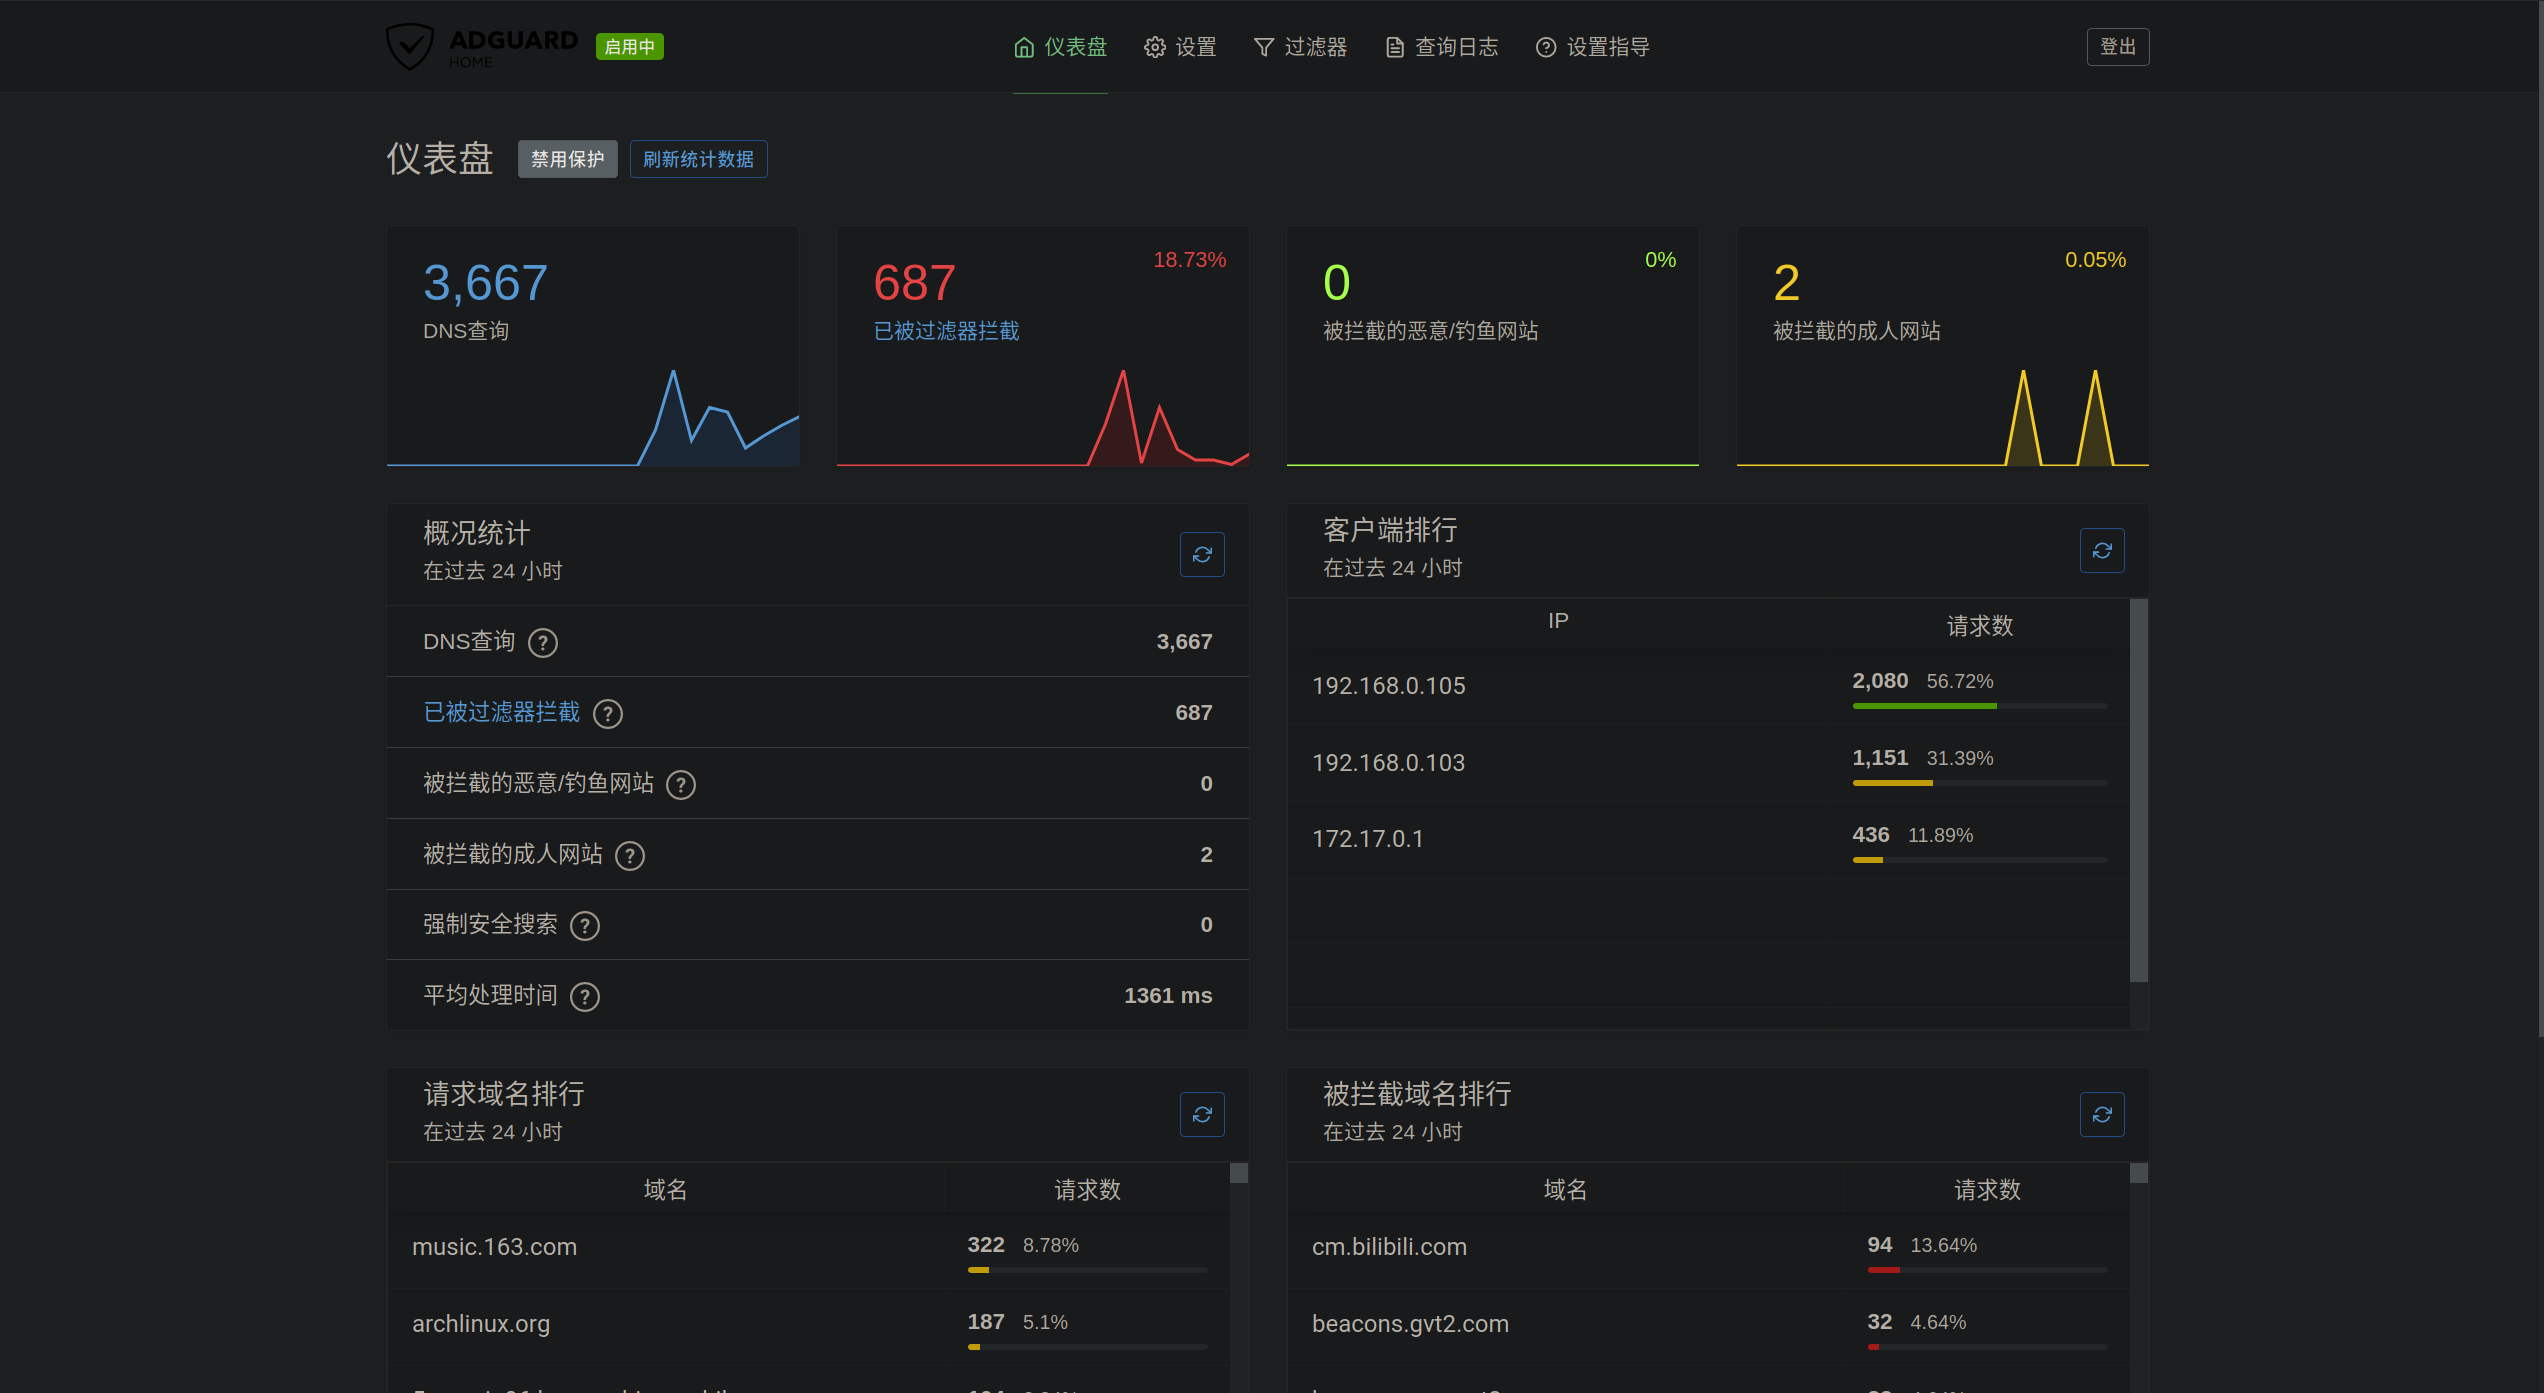 ADGUARD
HOME
启用中
仪表盘
设置
过滤器
查询日志
设置指导
登出
仪表盘
禁用保护
刷新统计数据
3,667
DNS查询
18.73%
687
已被过滤器拦截
0%
0
被拦截的恶意/钓鱼网站
0.05%
2
被拦截的成人网站
概况统计
在过去 24 小时
DNS查询 ? 3,667
已被过滤器拦截 ? 687
被拦截的恶意/钓鱼网站 ? 0
被拦截的成人网站 ? 2
强制安全搜索 ? 0
平均处理时间 ? 1361 ms
客户端排行
在过去 24 小时
IP 请求数
192.168.0.105 2,080 56.72%
192.168.0.103 1,151 31.39%
172.17.0.1 436 11.89%
请求域名排行
在过去 24 小时
域名 请求数
music.163.com 322 8.78%
archlinux.org 187 5.1%
被拦截域名排行
在过去 24 小时
域名 请求数
cm.bilibili.com 94 13.64%
beacons.gvt2.com 32 4.64%